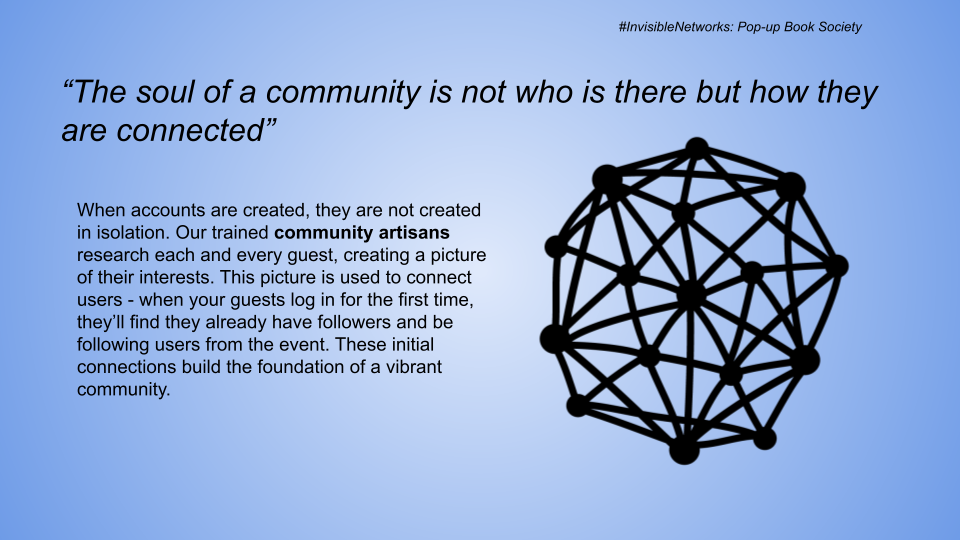 #InvisibleNetworks: Pop-up Book Society
“The soul of a community is not who is there but how they
are connected”
When accounts are created, they are not created
in isolation. Our trained community artisans
research each and every guest, creating a picture
of their interests. This picture is used to connect
users - when your guests log in for the first time,
they’ll find they already have followers and be
following users from the event. These initial
connections build the foundation of a vibrant
community.